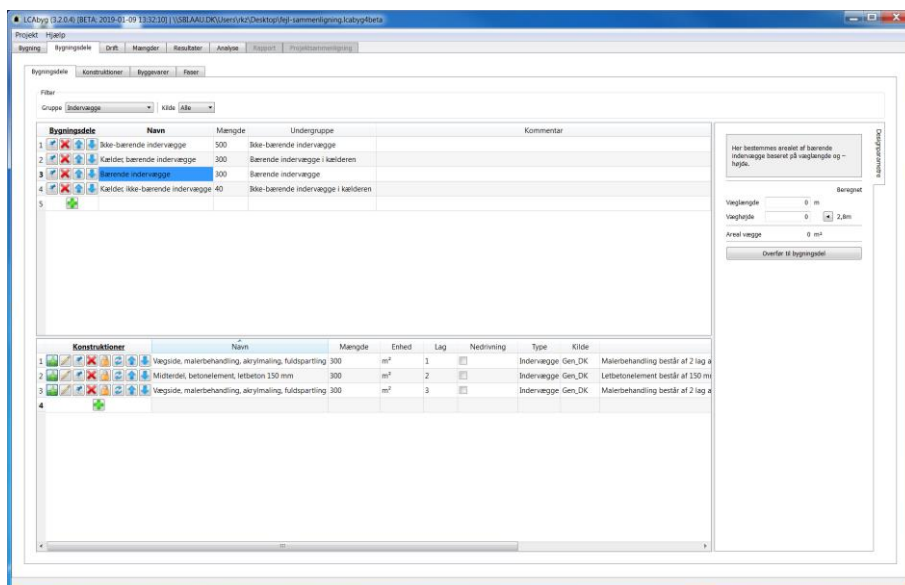 LCAbyg (3.2.0.4) [BETA: 2019-01-09 13:32:10] | \\SBI.AAU.DK\Users\rkz\Desktop\fejl-sammenligning.lcabyg4beta
Projekt Hjælp
Bygning Bygningsdele Drift Mængder Resultater Analyse Rapport Projektsammenligning
Bygningsdele Konstruktioner Byggevarer Faser
Filter
Gruppe Indervægge Kilde Alle
Bygningsdele Navn Mængde Undergruppe Kommentar
1 Ikke-bærende indervægge 500 Ikke-bærende indervægge
2 Kælder, bærende indervægge 300 Bærende indervægge i kælderen
3 Bærende indervægge 300 Bærende indervægge
4 Kælder, ikke-bærende indervægge 40 Ikke-bærende indervægge i kælderen
5
Her bestemmes arealet af bærende
indervægge beseret på væglængde og –
højde.
Beregnet
Væglængde 0 m
Væghøjde 0 2,8m
Areal vægge 0 m²
Overfør til bygningsdel
Designparametre
Konstruktioner Navn Mængde Enhed Lag Nedrivning Type Kilde
1 Vægside, malerbehandling, akrylmaling, fuldspartling 300 m² 1 Indervægge Gen_DK Malerbehandling består af 2 lag a
2 Midterdel, betonelement, letbeton 150 mm 300 m² 2 Indervægge Gen_DK Letbetonelement består af 150 m
3 Vægside, malerbehandling, akrylmaling, fuldspartling 300 m² 3 Indervægge Gen_DK Malerbehandling består af 2 lag a
4